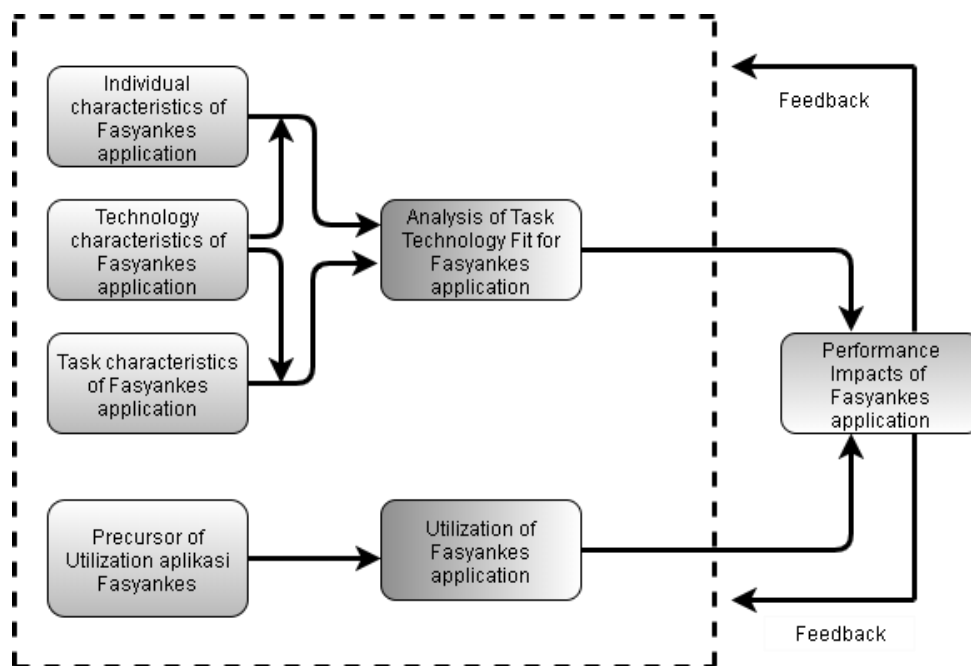 Individual
characteristics of
Fasyankes
application
Feedback
Technology
characteristics of
Fasyankes
application
Analysis of Task
Technology Fit for
Fasyankes
application
Task characteristics
of Fasyankes
application
Performance
Impacts of
Fasyankes
application
Precursor of
Utilization aplikasi
Fasyankes
Utilization of
Fasyankes
application
Feedback